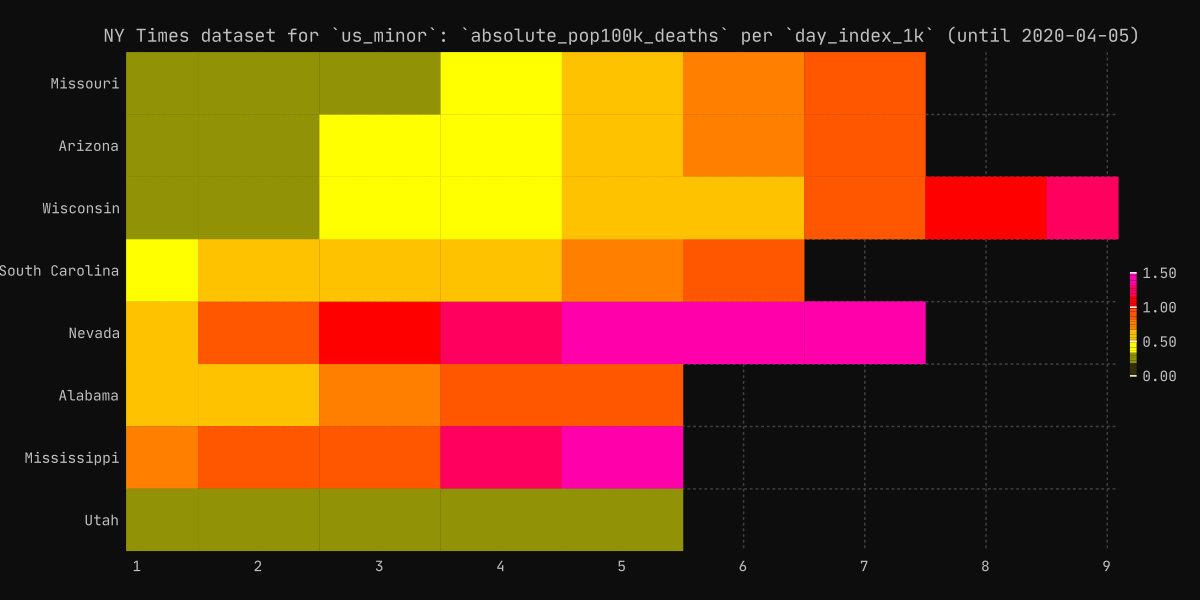 NY Times dataset for `us_minor`: `absolute_pop100k_deaths` per `day_index_1k` (until 2020-04-05)
Missouri
Arizona
Wisconsin
South Carolina
Nevada
Alabama
Mississippi
Utah
1 2 3 4 5 6 7 8 9
1.50
1.00
0.50
0.00